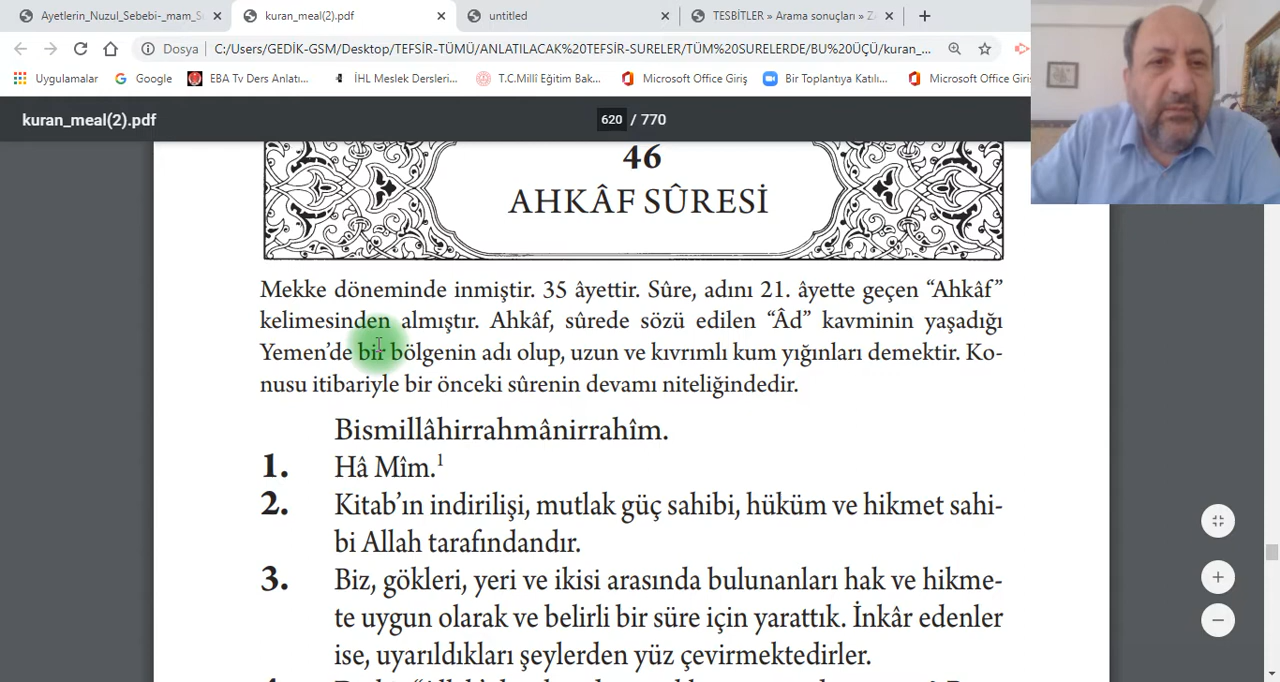 Ayetlerin_Nuzul_Sebebi-_mam_S
kuran_meal(2).pdf
untitled
TESBİTLER » Arama sonuçları » Z
Dosya
C:/Users/GEDİK-GSM/Desktop/TEFSİR-TÜMÜ/ANLATILACAK%20TEFSİR-SURELER/TÜM%20SURELERDE/BU%20ÜÇÜ/kuran_...
Uygulamalar
Google
EBA Tv Ders Anlatı...
İHL Meslek Dersleri...
T.C.Millî Eğitim Bak...
Microsoft Office Giriş
Bir Toplantıya Katılı...
Microsoft Office Giri
kuran_meal(2).pdf
620 / 770
46
AHKÂF SÛRESİ
Mekke döneminde inmiştir. 35 âyettir. Sûre, adını 21. âyette geçen “Ahkâf”
kelimesinden almıştır. Ahkâf, sûrede sözü edilen “Âd” kavminin yaşadığı
Yemen’de bir bölgenin adı olup, uzun ve kıvrımlı kum yığınları demektir. Ko-
nusu itibariyle bir önceki sûrenin devamı niteliğindedir.
Bismillâhirrahmânirrahîm.
1. Hâ Mîm.1
2. Kitab’ın indirilişi, mutlak güç sahibi, hüküm ve hikmet sahi-
bi Allah tarafındandır.
3. Biz, gökleri, yeri ve ikisi arasında bulunanları hak ve hikme-
te uygun olarak ve belirli bir süre için yarattık. İnkâr edenler
ise, uyarıldıkları şeylerden yüz çevirmektedirler.